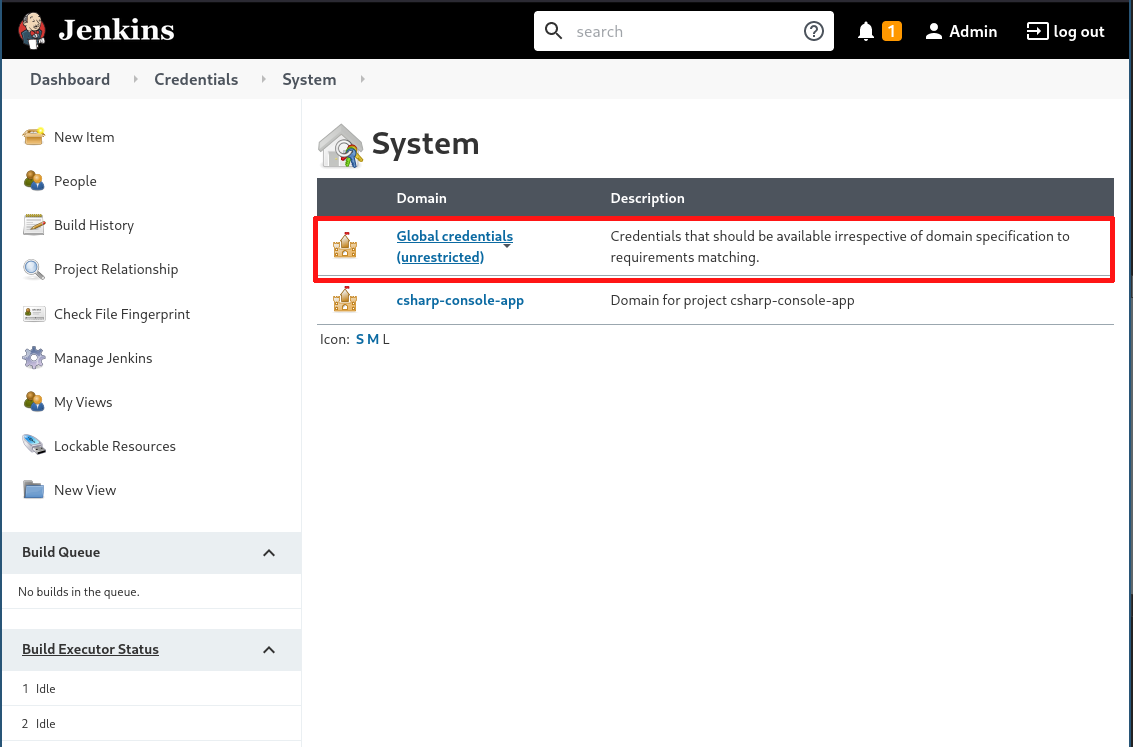 Jenkins
search
1
Admin
log out
Dashboard
Credentials
System
New Item
People
Build History
Project Relationship
Check File Fingerprint
Manage Jenkins
My Views
Lockable Resources
New View
Build Queue
No builds in the queue.
Build Executor Status
1 Idle
2 Idle
System
Domain Description
Global credentials (unrestricted)
Credentials that should be available irrespective of domain specification to
requirements matching.
csharp-console-app Domain for project csharp-console-app
Icon: S M L